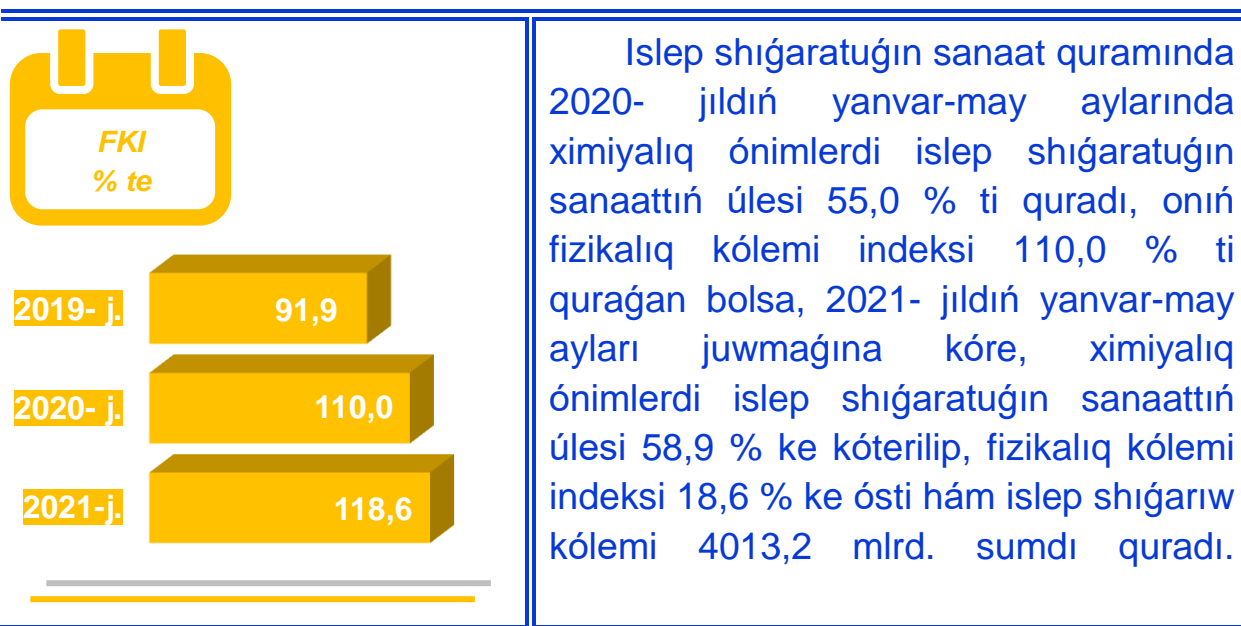 FKI
% te
2019- j.
91,9
2020- j.
110,0
2021-j.
118,6
Islep shıǵaratuǵın sanaat quramında
2020- jıldıń yanvar-may aylarında
ximiyalıq ónimlerdi islep shıǵaratuǵın
sanaattıń úlesi 55,0 % ti quradı, onıń
fizikalıq kólemi indeksi 110,0 % ti
quraǵan bolsa, 2021- jıldıń yanvar-may
ayları juwmaǵına kóre, ximiyalıq
ónimlerdi islep shıǵaratuǵın sanaattıń
úlesi 58,9 % ke kóterilip, fizikalıq kólemi
indeksi 18,6 % ke ósti hám islep shıǵarıw
kólemi 4013,2 mlrd. sumdı quradı.